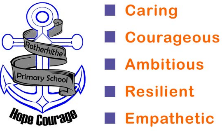 Rotherhithe
Primary School
Hope Courage
Caring
Courageous
Ambitious
Resilient
Empathetic